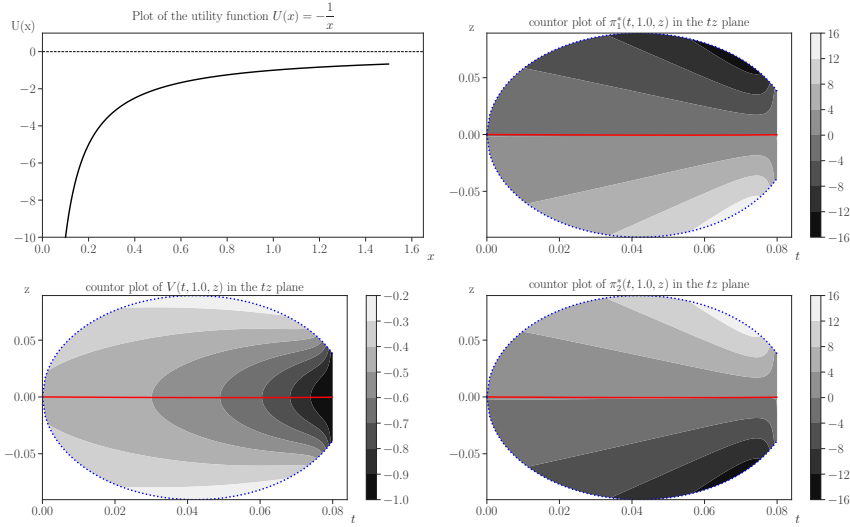 Plot of the utility function U(x) = −1/x
U(x)
0
−2
−4
−6
−8
−10
0.0 0.2 0.4 0.6 0.8 1.0 1.2 1.4 1.6
x
countor plot of π₁*(t, 1.0, z) in the tz plane
z
0.05
0.00
−0.05
0.00 0.02 0.04 0.06 0.08
t
16
12
8
4
0
−4
−8
−12
−16
countor plot of V(t, 1.0, z) in the tz plane
z
0.05
0.00
−0.05
0.00 0.02 0.04 0.06 0.08
t
−0.2
−0.3
−0.4
−0.5
−0.6
−0.7
−0.8
−0.9
−1.0
countor plot of π₂*(t, 1.0, z) in the tz plane
z
0.05
0.00
−0.05
0.00 0.02 0.04 0.06 0.08
t
16
12
8
4
0
−4
−8
−12
−16